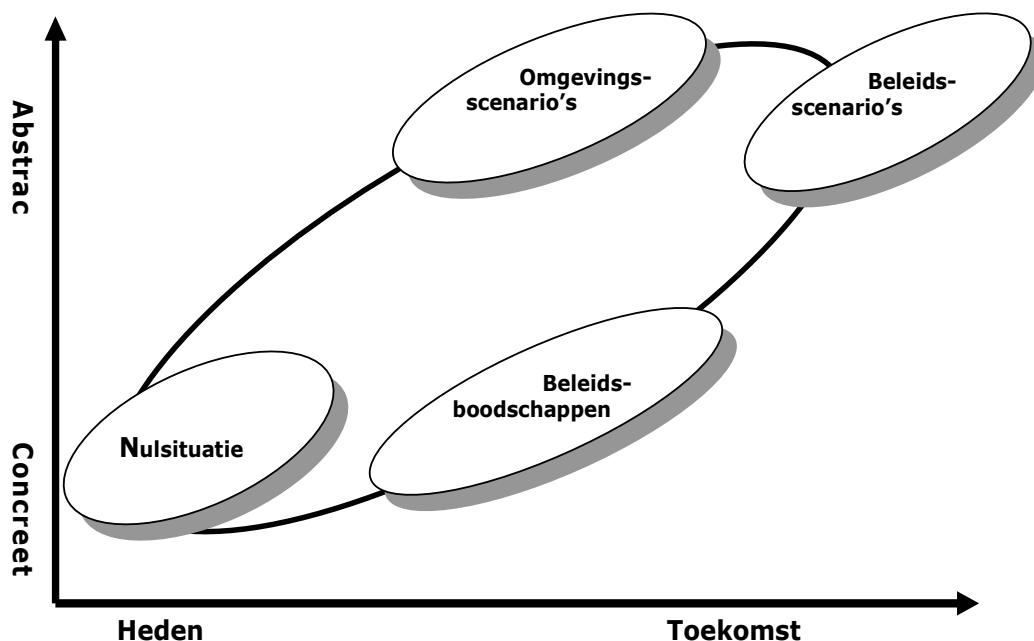 Omgevings-
scenario's
Beleids-
scenario's
Abstrac
Beleids-
boodschappen
Nulsituatie
Concreet
Heden
Toekomst